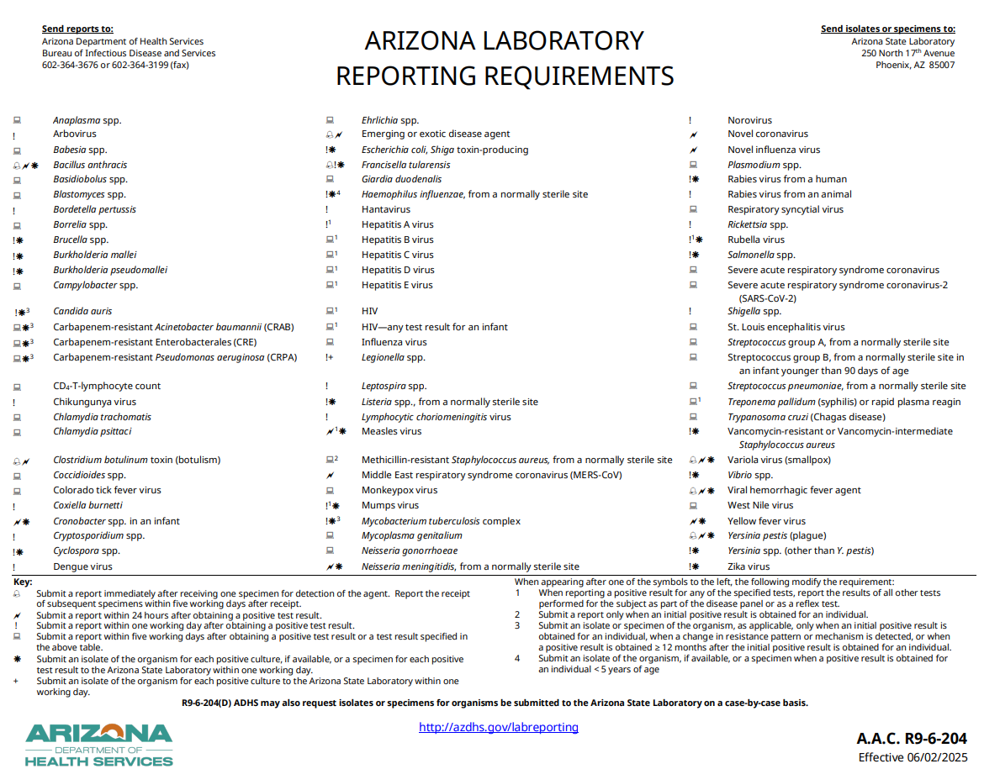 Send reports to:
Arizona Department of Health Services
Bureau of Infectious Disease and Services
602-364-3676 or 602-364-3199 (fax)
ARIZONA LABORATORY
REPORTING REQUIREMENTS
Send isolates or specimens to:
Arizona State Laboratory
250 North 17th Avenue
Phoenix, AZ 85007
Anaplasma spp.
! Arbovirus
Babesia spp.
Bacillus anthracis
Basidiobolus spp.
Blastomyces spp.
! Bordetella pertussis
Borrelia spp.
!✱ Brucella spp.
!✱ Burkholderia mallei
!✱ Burkholderia pseudomallei
Campylobacter spp.
!✱3 Candida auris
✱3 Carbapenem-resistant Acinetobacter baumannii (CRAB)
✱3 Carbapenem-resistant Enterobacterales (CRE)
✱3 Carbapenem-resistant Pseudomonas aeruginosa (CRPA)
CD4-T-lymphocyte count
! Chikungunya virus
Chlamydia trachomatis
Chlamydia psittaci
Clostridium botulinum toxin (botulism)
Coccidioides spp.
Colorado tick fever virus
! Coxiella burnetti
✱ Cronobacter spp. in an infant
! Cryptosporidium spp.
!✱ Cyclospora spp.
! Dengue virus
Ehrlichia spp.
Emerging or exotic disease agent
!✱ Escherichia coli, Shiga toxin-producing
!✱ Francisella tularensis
Giardia duodenalis
!✱4 Haemophilus influenzae, from a normally sterile site
! Hantavirus
!1 Hepatitis A virus
1 Hepatitis B virus
1 Hepatitis C virus
1 Hepatitis D virus
1 Hepatitis E virus
1 HIV
1 HIV—any test result for an infant
Influenza virus
!+ Legionella spp.
! Leptospira spp.
!✱ Listeria spp., from a normally sterile site
! Lymphocytic choriomeningitis virus
1✱ Measles virus
2 Methicillin-resistant Staphylococcus aureus, from a normally sterile site
Middle East respiratory syndrome coronavirus (MERS-CoV)
Monkeypox virus
!1✱ Mumps virus
!✱3 Mycobacterium tuberculosis complex
Mycoplasma genitalium
Neisseria gonorrhoeae
✱ Neisseria meningitidis, from a normally sterile site
! Norovirus
Novel coronavirus
Novel influenza virus
Plasmodium spp.
!✱ Rabies virus from a human
! Rabies virus from an animal
Respiratory syncytial virus
! Rickettsia spp.
!1✱ Rubella virus
!✱ Salmonella spp.
Severe acute respiratory syndrome coronavirus
Severe acute respiratory syndrome coronavirus-2
(SARS-CoV-2)
! Shigella spp.
St. Louis encephalitis virus
Streptococcus group A, from a normally sterile site
Streptococcus group B, from a normally sterile site in
an infant younger than 90 days of age
Streptococcus pneumoniae, from a normally sterile site
1 Treponema pallidum (syphilis) or rapid plasma reagin
Trypanosoma cruzi (Chagas disease)
!✱ Vancomycin-resistant or Vancomycin-intermediate
Staphylococcus aureus
✱ Variola virus (smallpox)
!✱ Vibrio spp.
✱ Viral hemorrhagic fever agent
West Nile virus
✱ Yellow fever virus
✱ Yersinia pestis (plague)
!✱ Yersinia spp. (other than Y. pestis)
!✱ Zika virus
Key:
Submit a report immediately after receiving one specimen for detection of the agent. Report the receipt
of subsequent specimens within five working days after receipt.
Submit a report within 24 hours after obtaining a positive test result.
! Submit a report within one working day after obtaining a positive test result.
Submit a report within five working days after obtaining a positive test result or a test result specified in
the above table.
✱ Submit an isolate of the organism for each positive culture, if available, or a specimen for each positive
test result to the Arizona State Laboratory within one working day.
+ Submit an isolate of the organism for each positive culture to the Arizona State Laboratory within one
working day.
When appearing after one of the symbols to the left, the following modify the requirement:
1 When reporting a positive result for any of the specified tests, report the results of all other tests
performed for the subject as part of the disease panel or as a reflex test.
2 Submit a report only when an initial positive result is obtained for an individual.
3 Submit an isolate or specimen of the organism, as applicable, only when an initial positive result is
obtained for an individual, when a change in resistance pattern or mechanism is detected, or when
a positive result is obtained ≥ 12 months after the initial positive result is obtained for an individual.
4 Submit an isolate of the organism, if available, or a specimen when a positive result is obtained for
an individual < 5 years of age
R9-6-204(D) ADHS may also request isolates or specimens for organisms be submitted to the Arizona State Laboratory on a case-by-case basis.
ARIZONA
DEPARTMENT OF
HEALTH SERVICES
http://azdhs.gov/labreporting
A.A.C. R9-6-204
Effective 06/02/2025